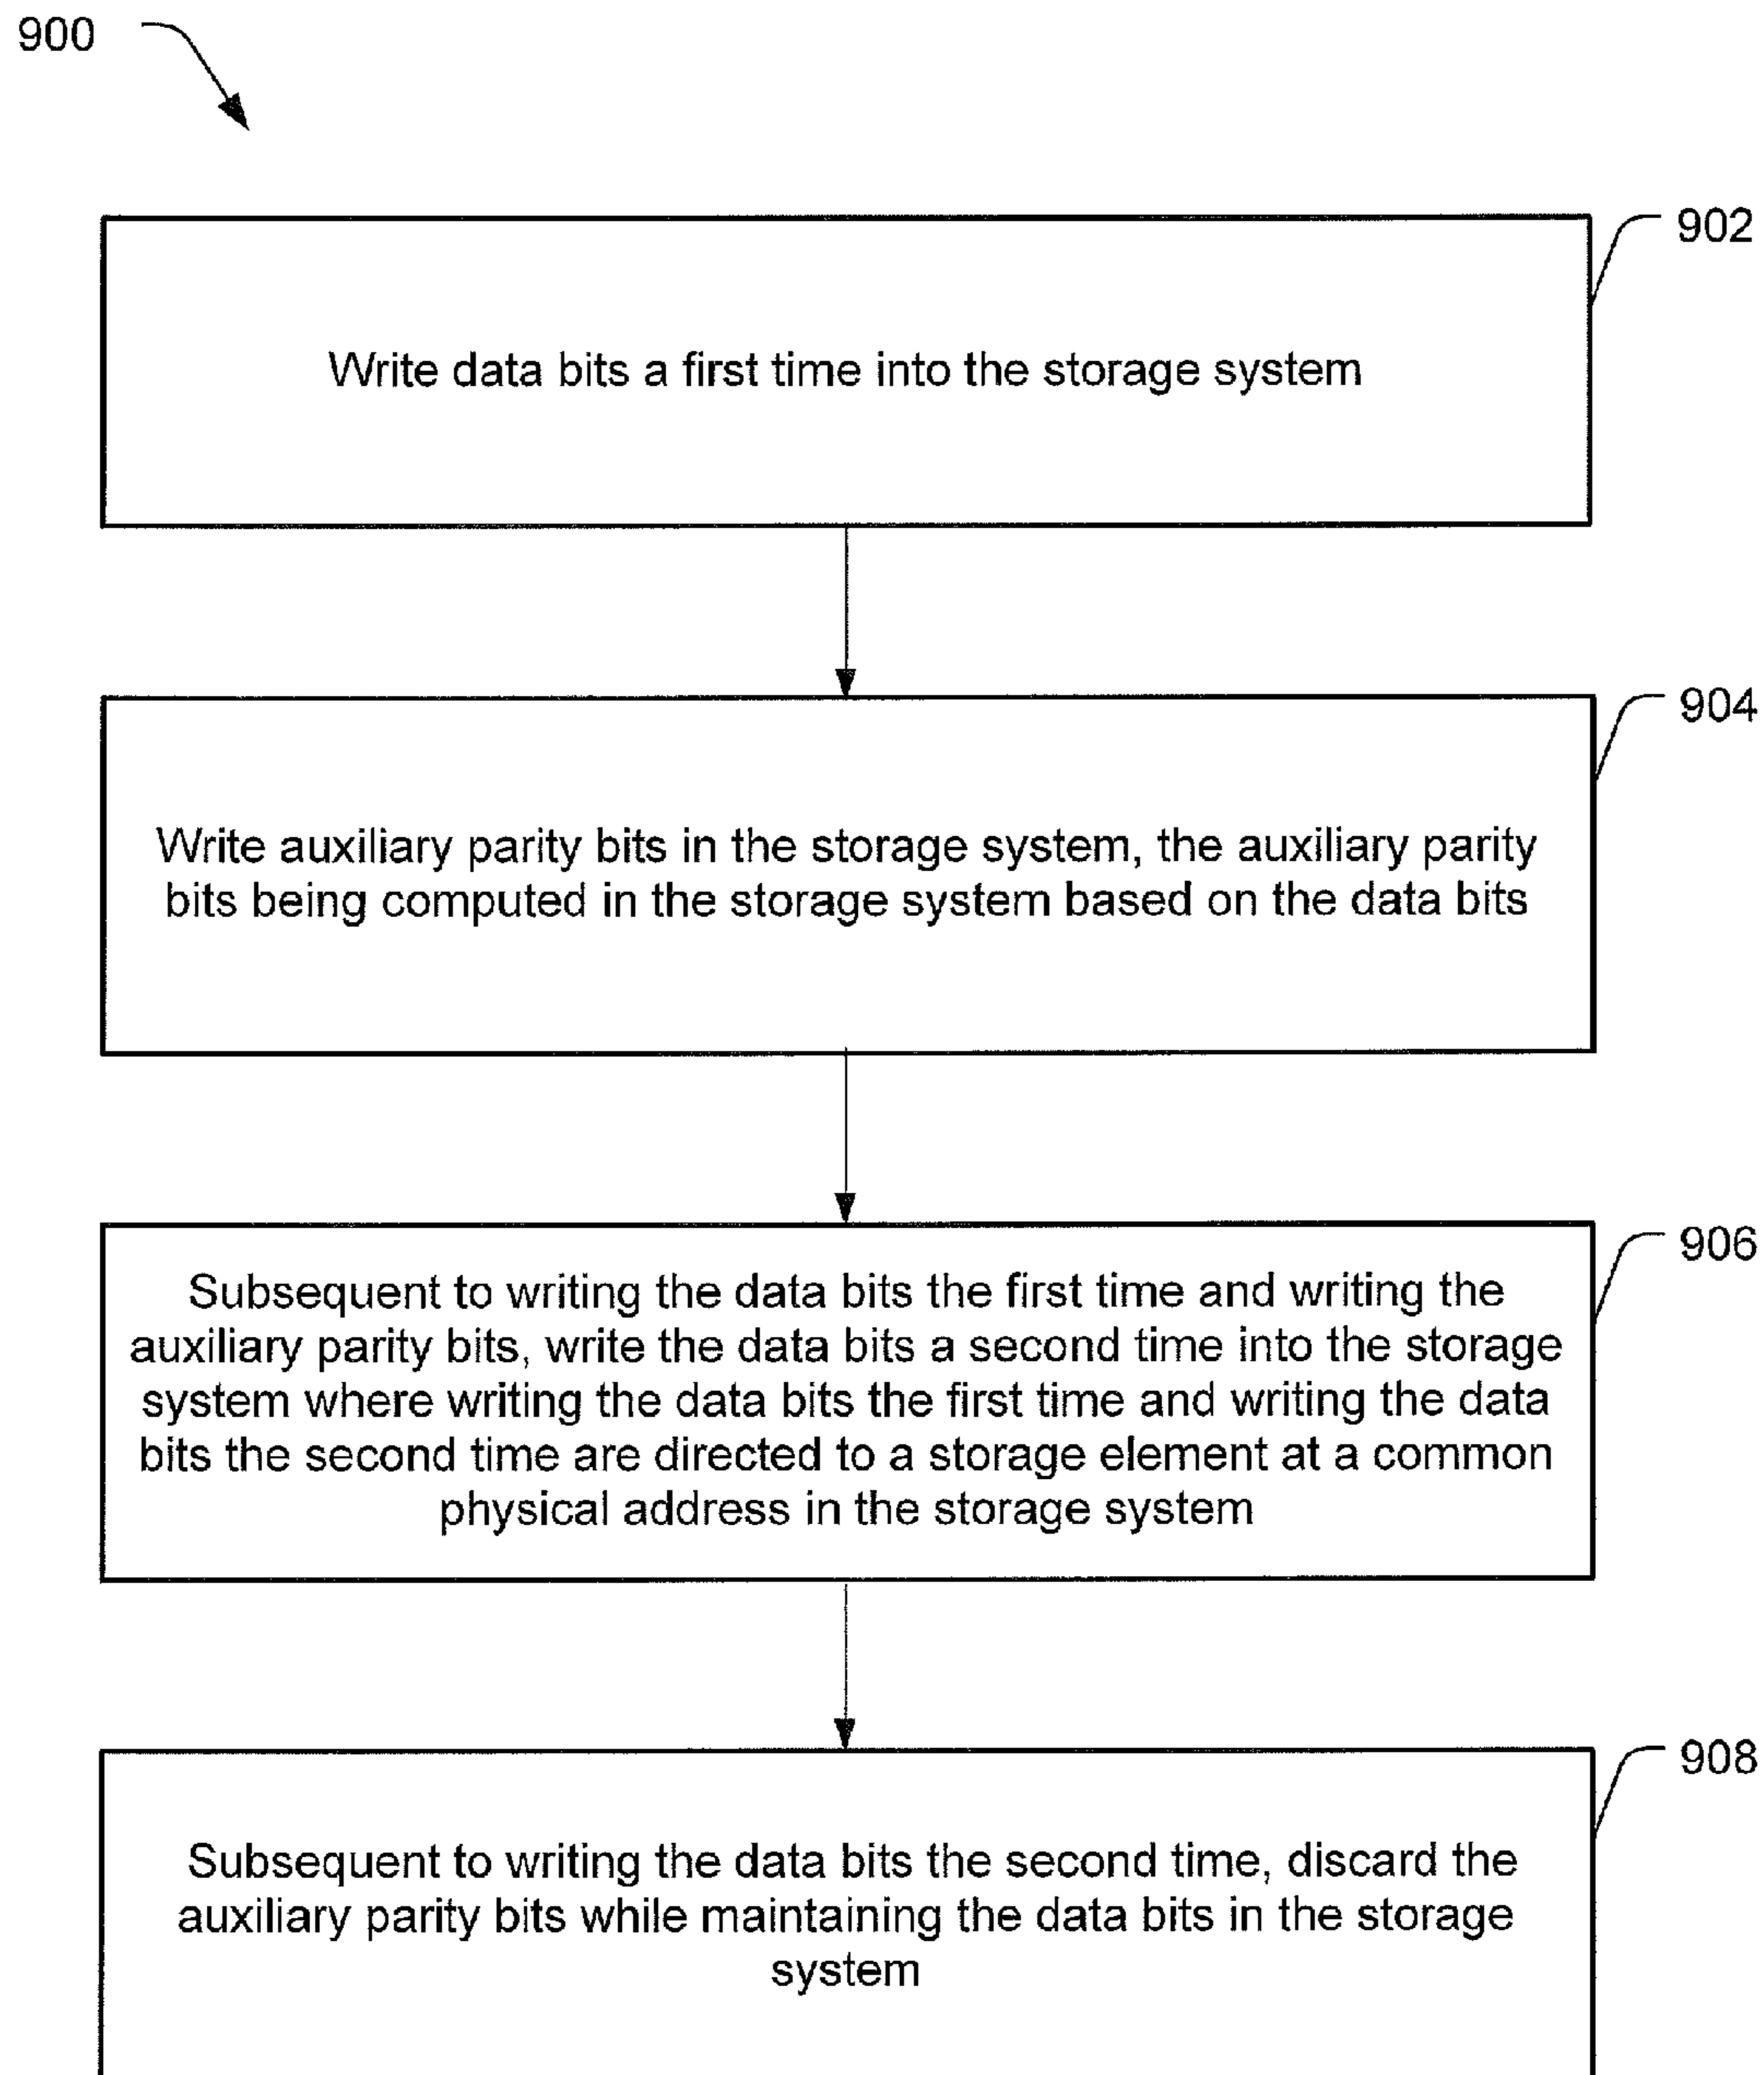 900
902
Write data bits a first time into the storage system
904
Write auxiliary parity bits in the storage system, the auxiliary parity
bits being computed in the storage system based on the data bits
906
Subsequent to writing the data bits the first time and writing the
auxiliary parity bits, write the data bits a second time into the storage
system where writing the data bits the first time and writing the data
bits the second time are directed to a storage element at a common
physical address in the storage system
908
Subsequent to writing the data bits the second time, discard the
auxiliary parity bits while maintaining the data bits in the storage
system